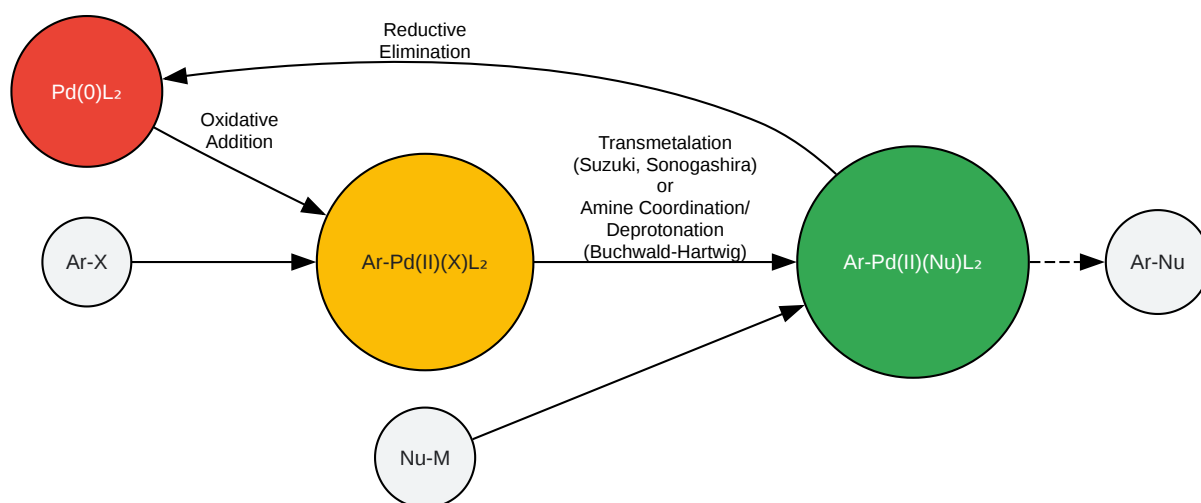 Reductive
Elimination
Pd(0)L₂
Oxidative
Addition
Transmetalation
(Suzuki, Sonogashira)
or
Amine Coordination/
Deprotonation
(Buchwald-Hartwig)
Ar-X
Ar-Pd(II)(X)L₂
Ar-Pd(II)(Nu)L₂
Ar-Nu
Nu-M